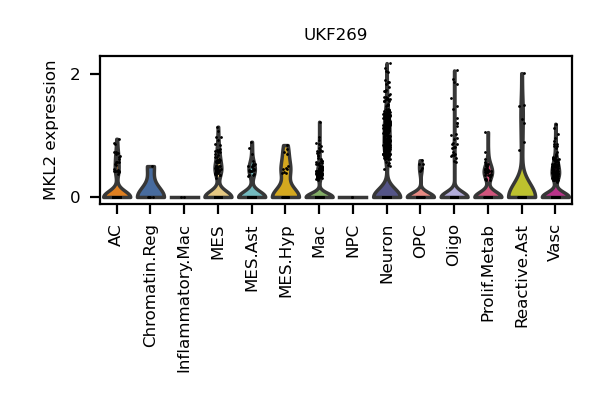 UKF269
MKL2 expression
2
0
AC
Chromatin.Reg
Inflammatory.Mac
MES
MES.Ast
MES.Hyp
Mac
NPC
Neuron
OPC
Oligo
Prolif.Metab
Reactive.Ast
Vasc